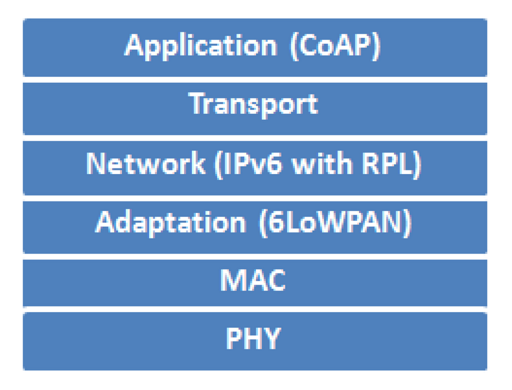 Application (CoAP)
Transport
Network (IPv6 with RPL)
Adaptation (6LoWPAN)
MAC
PHY